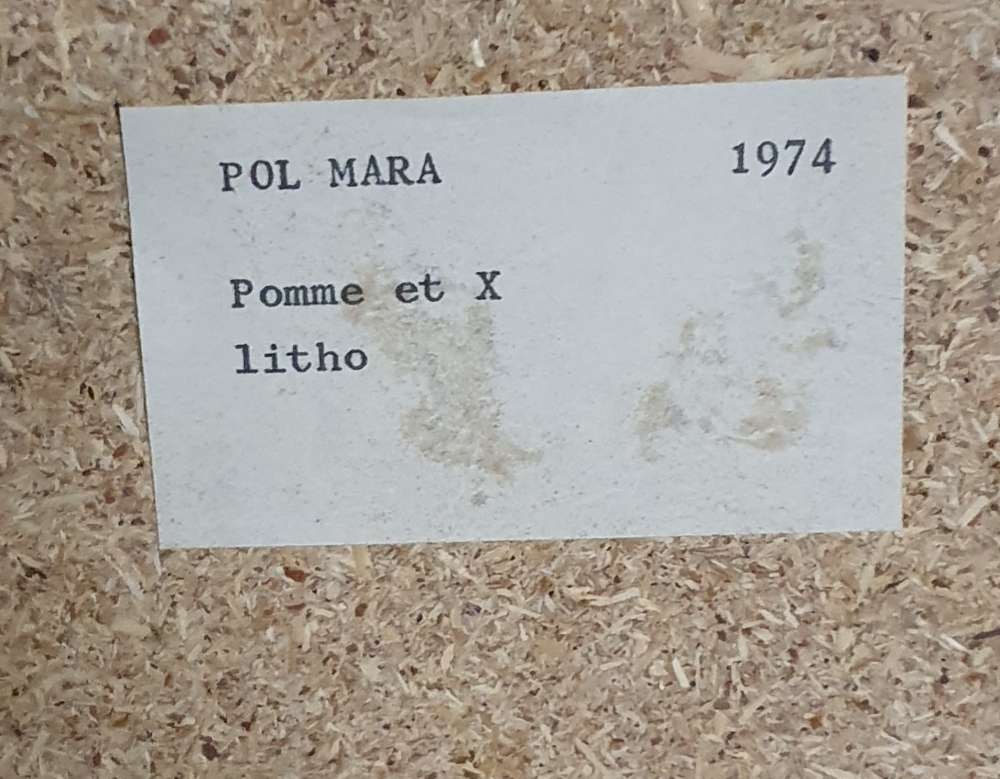 POL MARA 1974
Pomme et X
litho